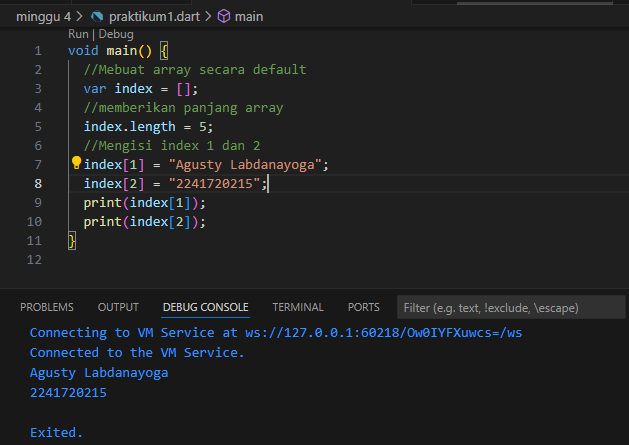 minggu 4 > praktikum1.dart > main
Run | Debug
1 void main() {
2 //Mebuat array secara default
3 var index = [];
4 //memberikan panjang array
5 index.length = 5;
6 //Mengisi index 1 dan 2
7 index[1] = "Agusty Labdanayoga";
8 index[2] = "2241720215";
9 print(index[1]);
10 print(index[2]);
11 }
12
PROBLEMS OUTPUT DEBUG CONSOLE TERMINAL PORTS Filter (e.g. text, !exclude, \escape)
Connecting to VM Service at ws://127.0.0.1:60218/Ow0IYFXuwcs=/ws
Connected to the VM Service.
Agusty Labdanayoga
2241720215
Exited.